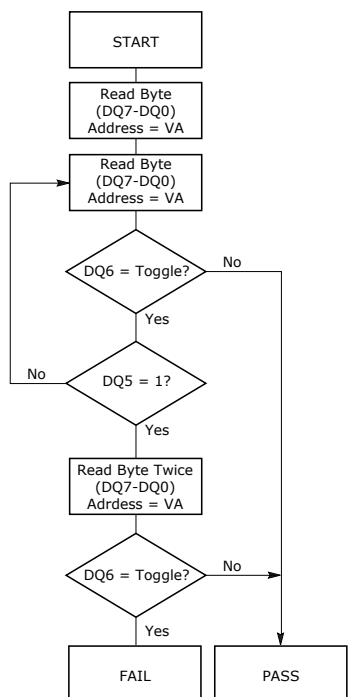 START
Read Byte
(DQ7-DQ0)
Address = VA
Read Byte
(DQ7-DQ0)
Address = VA
DQ6 = Toggle?
No
Yes
No
DQ5 = 1?
Yes
Read Byte Twice
(DQ7-DQ0)
Adrdess = VA
DQ6 = Toggle?
No
Yes
FAIL
PASS